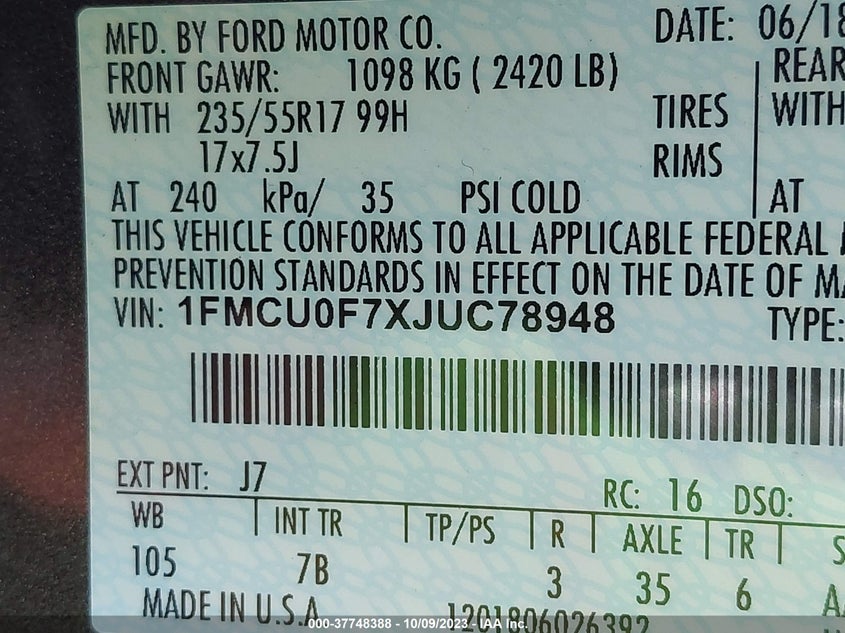 MFD. BY FORD MOTOR CO. DATE: 06/18
FRONT GAWR: 1098 KG ( 2420 LB) REAR
WITH 235/55R17 99H TIRES WITH
17x7.5J RIMS
AT 240 kPa/ 35 PSI COLD AT
THIS VEHICLE CONFORMS TO ALL APPLICABLE FEDERAL
PREVENTION STANDARDS IN EFFECT ON THE DATE OF MA
VIN: 1FMCU0F7XJUC78948 TYPE:
EXT PNT: J7 RC: 16 DSO:
WB INT TR TP/PS R AXLE TR S
105 7B 3 35 6
MADE IN U.S.A 1201806026392
000-37748388 - 10/09/2023 - IAA Inc.